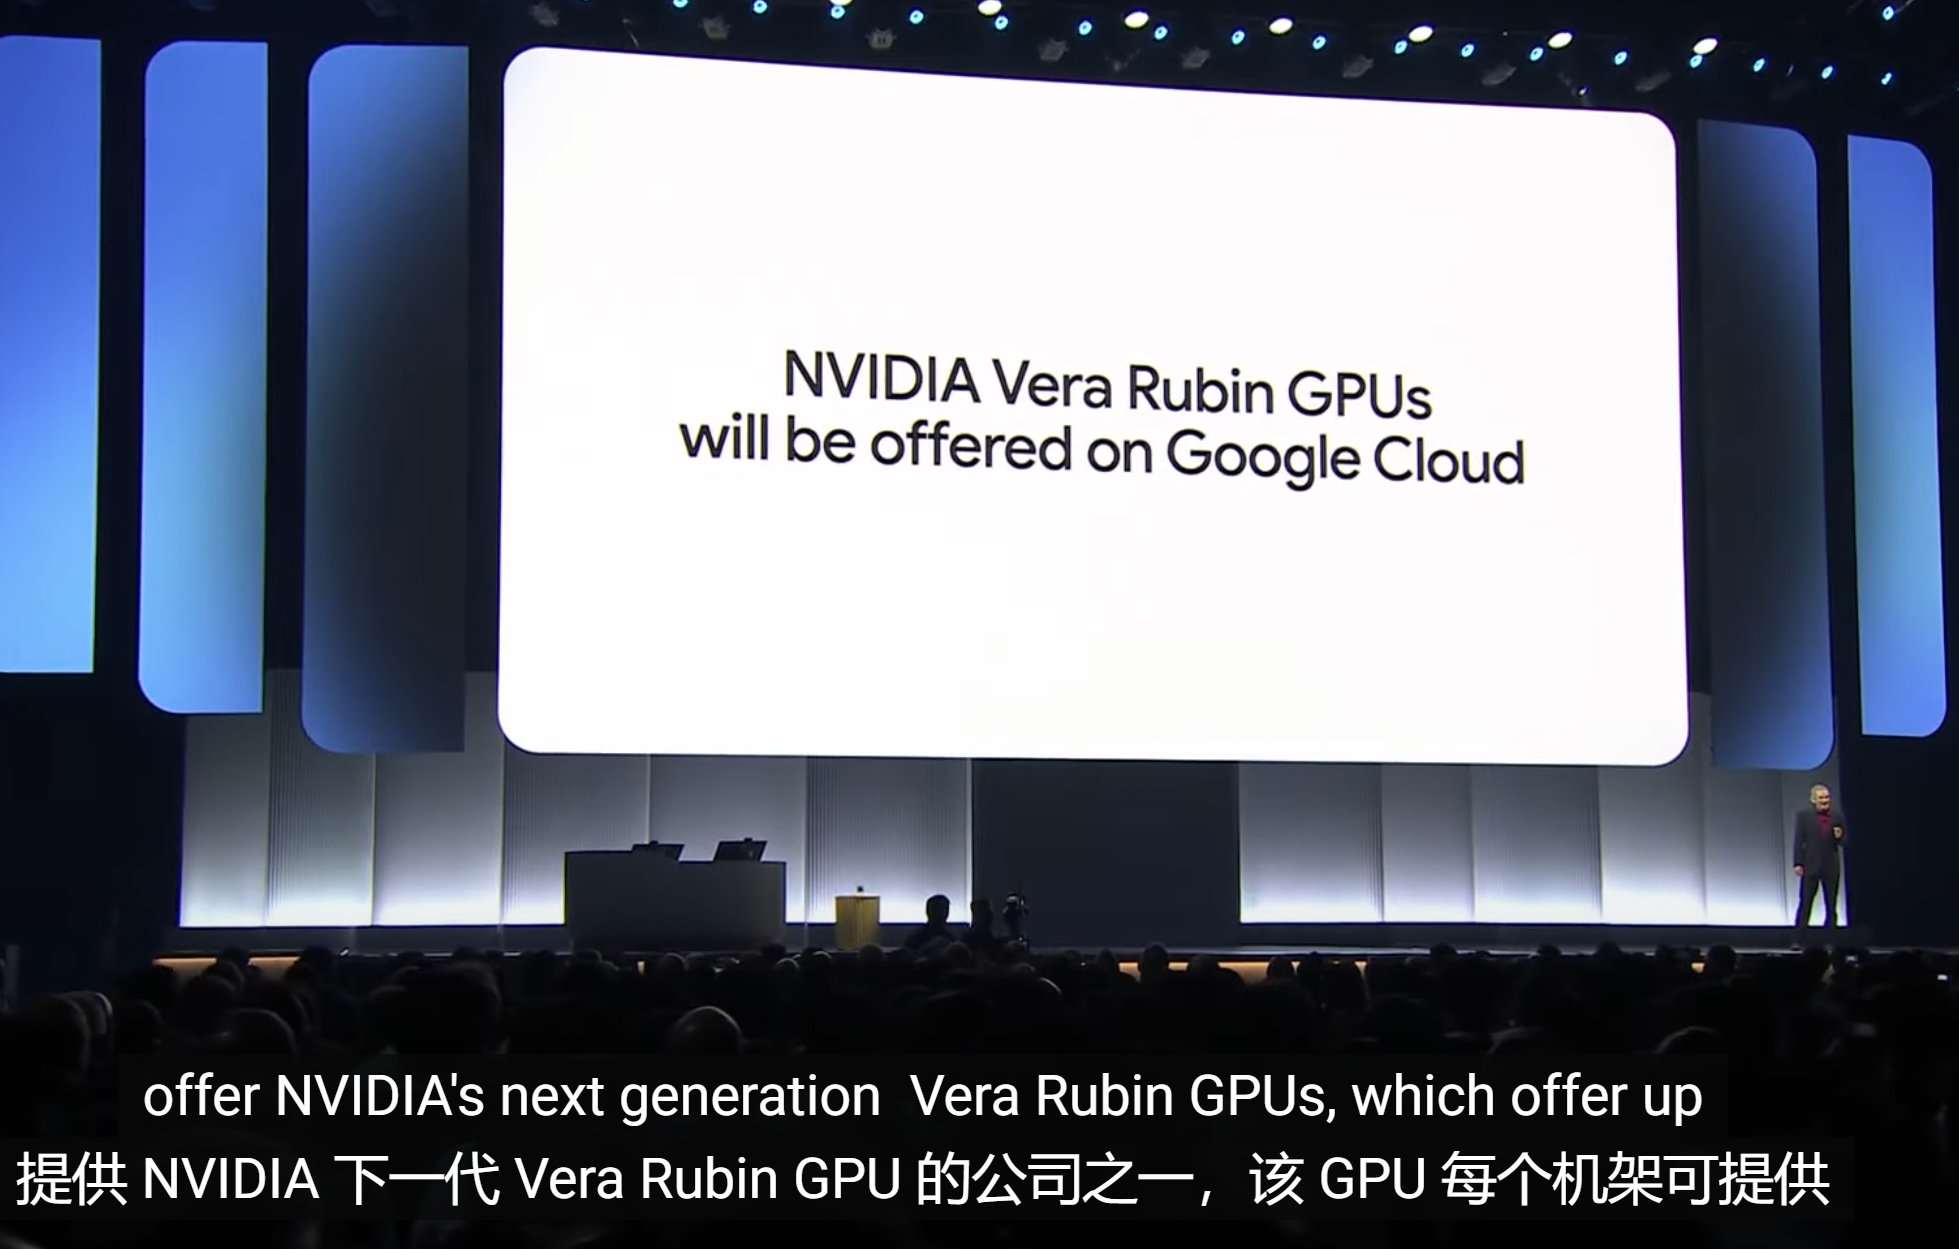 NVIDIA Vera Rubin GPUs
will be offered on Google Cloud
offer NVIDIA's next generation  Vera Rubin GPUs, which offer up
提供 NVIDIA 下一代 Vera Rubin GPU 的公司之一，该 GPU 每个机架可提供